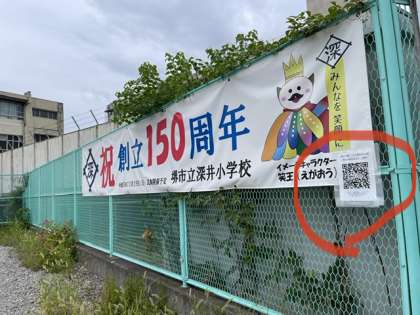 深
祝 創立150周年
堺市立深井小学校
深
みんなを笑顔に
イメージキャラクター
笑王(えがおう)